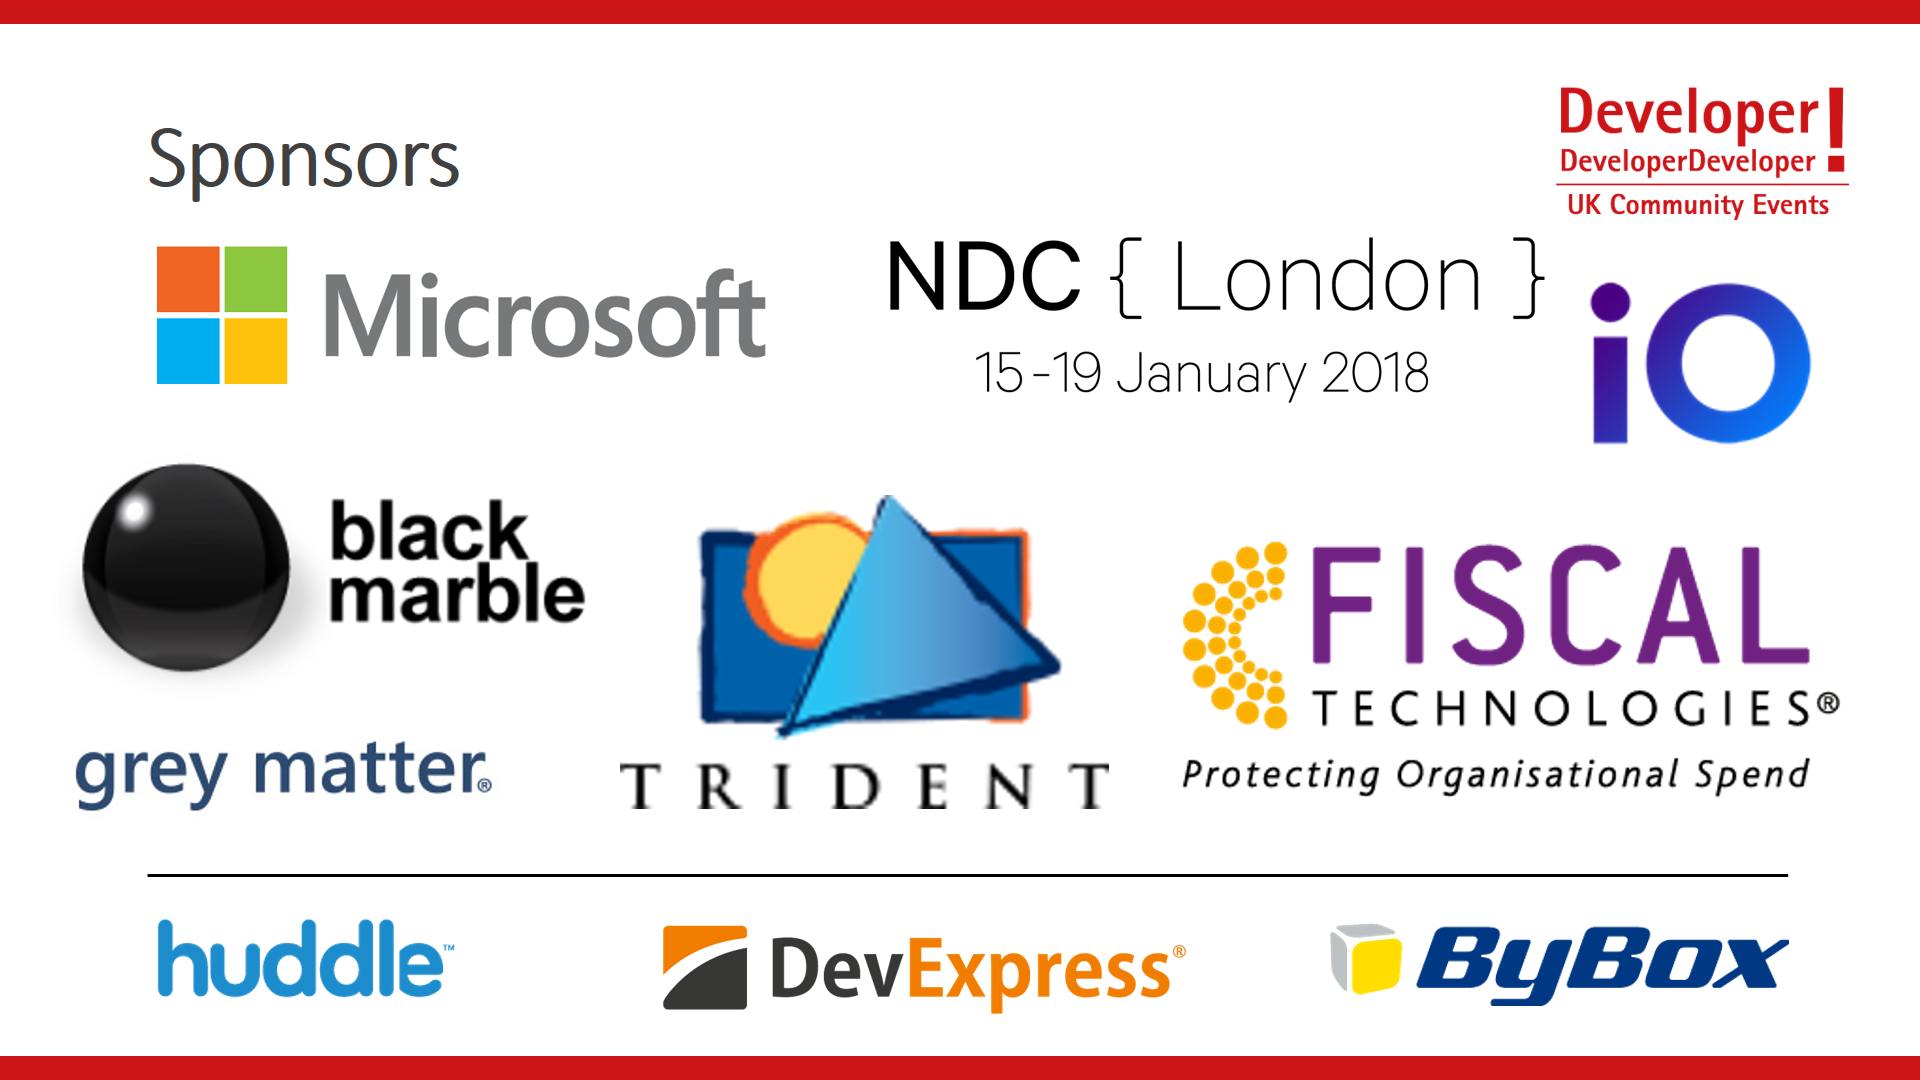 Developer!
DeveloperDeveloper
UK Community Events
Sponsors
Microsoft
NDC { London }
15-19 January 2018
iO
black
marble
TRIDENT
FISCAL
TECHNOLOGIES®
Protecting Organisational Spend
grey matter®
huddle™
DevExpress®
ByBox